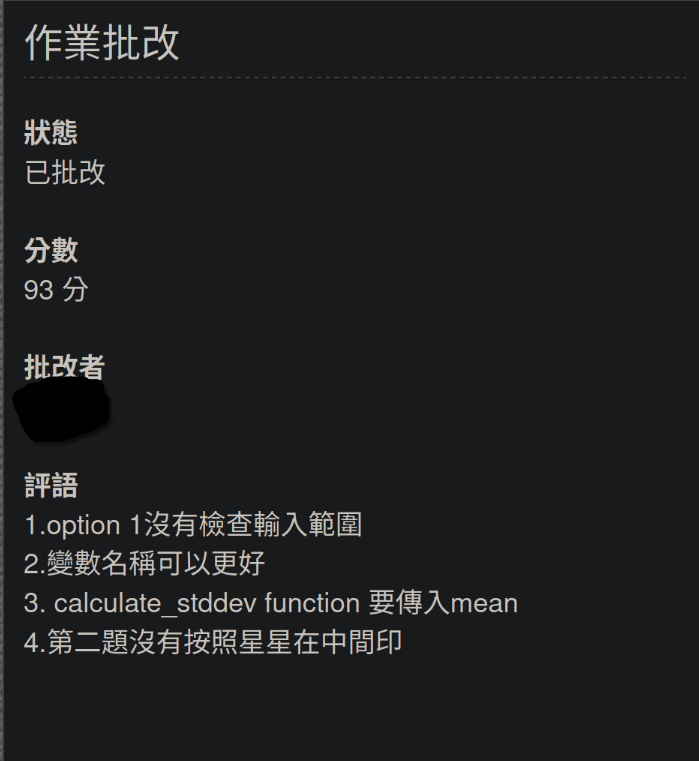 作業批改
狀態
已批改
分數
93 分
批改者
評語
1.option 1沒有檢查輸入範圍
2.變數名稱可以更好
3. calculate_stddev function 要傳入mean
4.第二題沒有按照星星在中間印